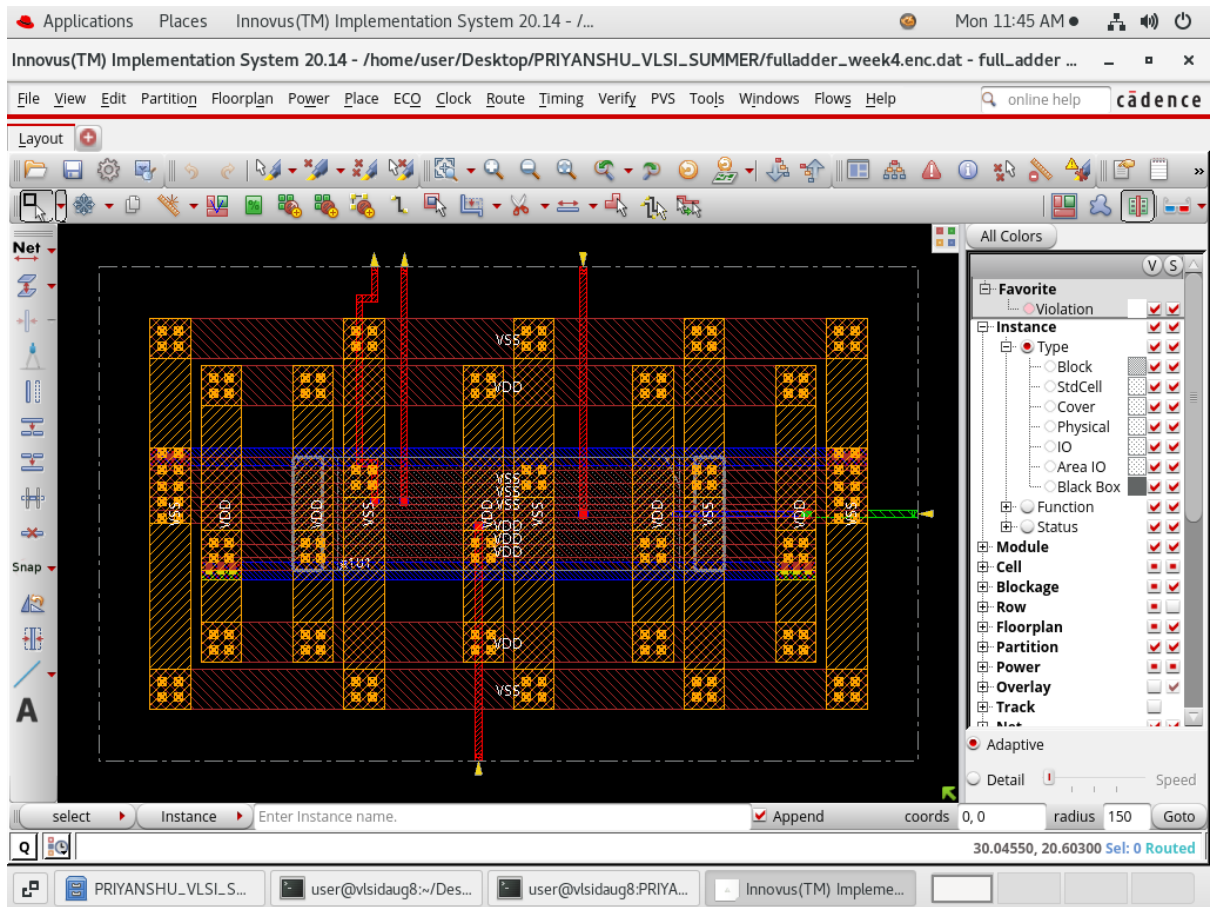 Applications Places Innovus(TM) Implementation System 20.14 - /... Mon 11:45 AM
Innovus(TM) Implementation System 20.14 - /home/user/Desktop/PRIYANSHU_VLSI_SUMMER/fulladder_week4.enc.dat - full_adder ...
File View Edit Partition Floorplan Power Place ECO Clock Route Timing Verify PVS Tools Windows Flows Help online help cādence
Layout
Net
All Colors
V S
Favorite
Violation
Instance
Type
Block
StdCell
Cover
Physical
IO
Area IO
Black Box
Function
Status
Module
Cell
Blockage
Row
Floorplan
Partition
Power
Overlay
Track
Net
Snap
A
VSS
VDD
VSS
VSS
VSS
VDD
VDD
VDD
VSS VDD VDD VSS VDD VSS VDD VSS VDD VSS
VDD
VSS
Adaptive
Detail Speed
select Instance Enter Instance name. Append coords 0, 0 radius 150 Goto
Q 30.04550, 20.60300 Sel: 0 Routed
PRIYANSHU_VLSI_S... user@vlsidaug8:~/Des... user@vlsidaug8:PRIYA... Innovus(TM) Impleme...